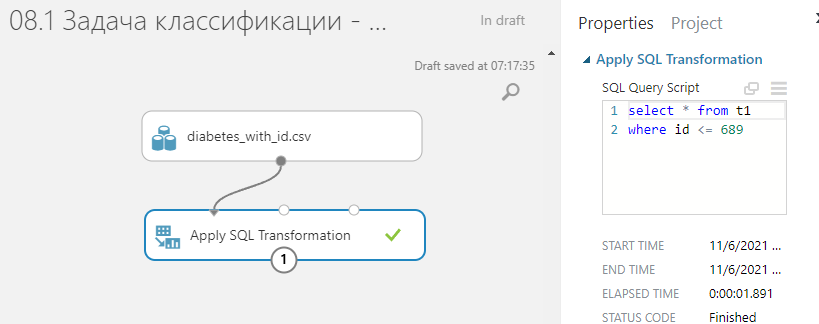 08.1 Задача классификации - ...
In draft
Draft saved at 07:17:35
diabetes_with_id.csv
Apply SQL Transformation
1
Properties Project
Apply SQL Transformation
SQL Query Script
1 select * from t1
2 where id <= 689
START TIME 11/6/2021 ...
END TIME 11/6/2021 ...
ELAPSED TIME 0:00:01.891
STATUS CODE Finished